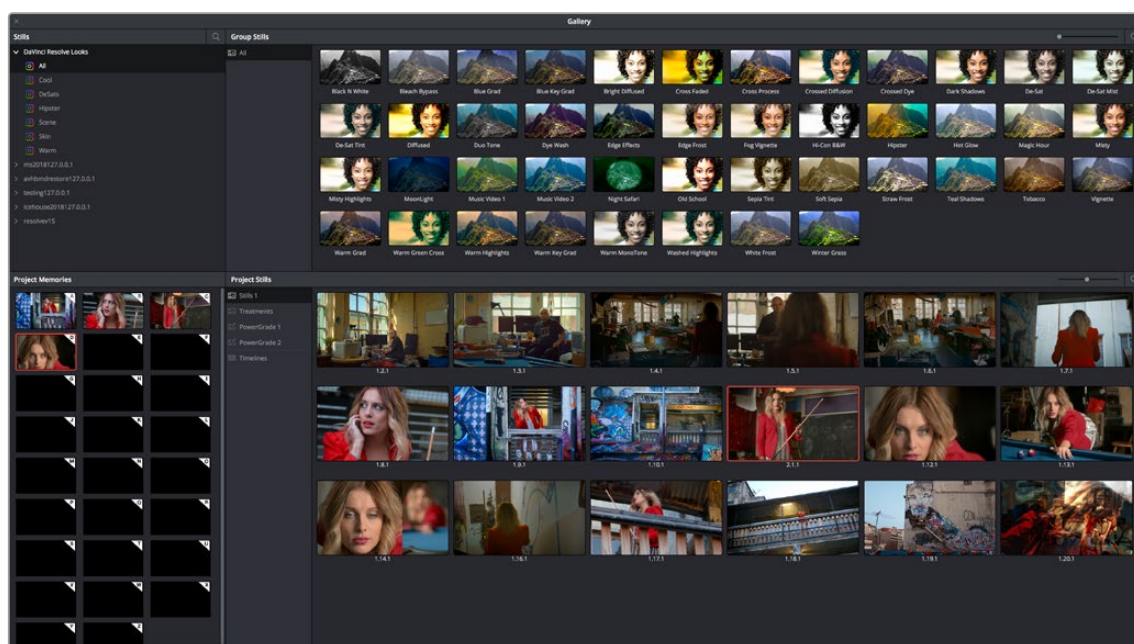 Gallery
Stills
Group Stills
DaVinci Resolve Looks
All
All
Cool
DeSats
Hipster
Scene
Skin
Warm
ms2018127.0.0.1
avhbmdrestore127.0.0.1
testing127.0.0.1
icehouse2018127.0.0.1
resolvev15
Black N White
Bleach Bypass
Blue Grad
Blue Key Grad
Bright Diffused
Cross Faded
Cross Process
Crossed Diffusion
Crossed Dye
Dark Shadows
De-Sat
De-Sat Mist
De-Sat Tint
Diffused
Duo Tone
Dye Wash
Edge Effects
Edge Frost
Fog Vignette
Hi-Con B&W
Hipster
Hot Glow
Magic Hour
Misty
Misty Highlights
MoonLight
Music Video 1
Music Video 2
Night Safari
Old School
Sepia Tint
Soft Sepia
Straw Frost
Teal Shadows
Tobacco
Vignette
Warm Grad
Warm Green Cross
Warm Highlights
Warm Key Grad
Warm MonoTone
Washed Highlights
White Frost
Winter Grass
Project Memories
Project Stills
Stills 1
Treatments
PowerGrade 1
PowerGrade 2
Timelines
1.2.1
1.3.1
1.4.1
1.5.1
1.6.1
1.7.1
1.8.1
1.9.1
1.10.1
2.1.1
1.12.1
1.13.1
1.14.1
1.16.1
1.17.1
1.18.1
1.19.1
1.20.1